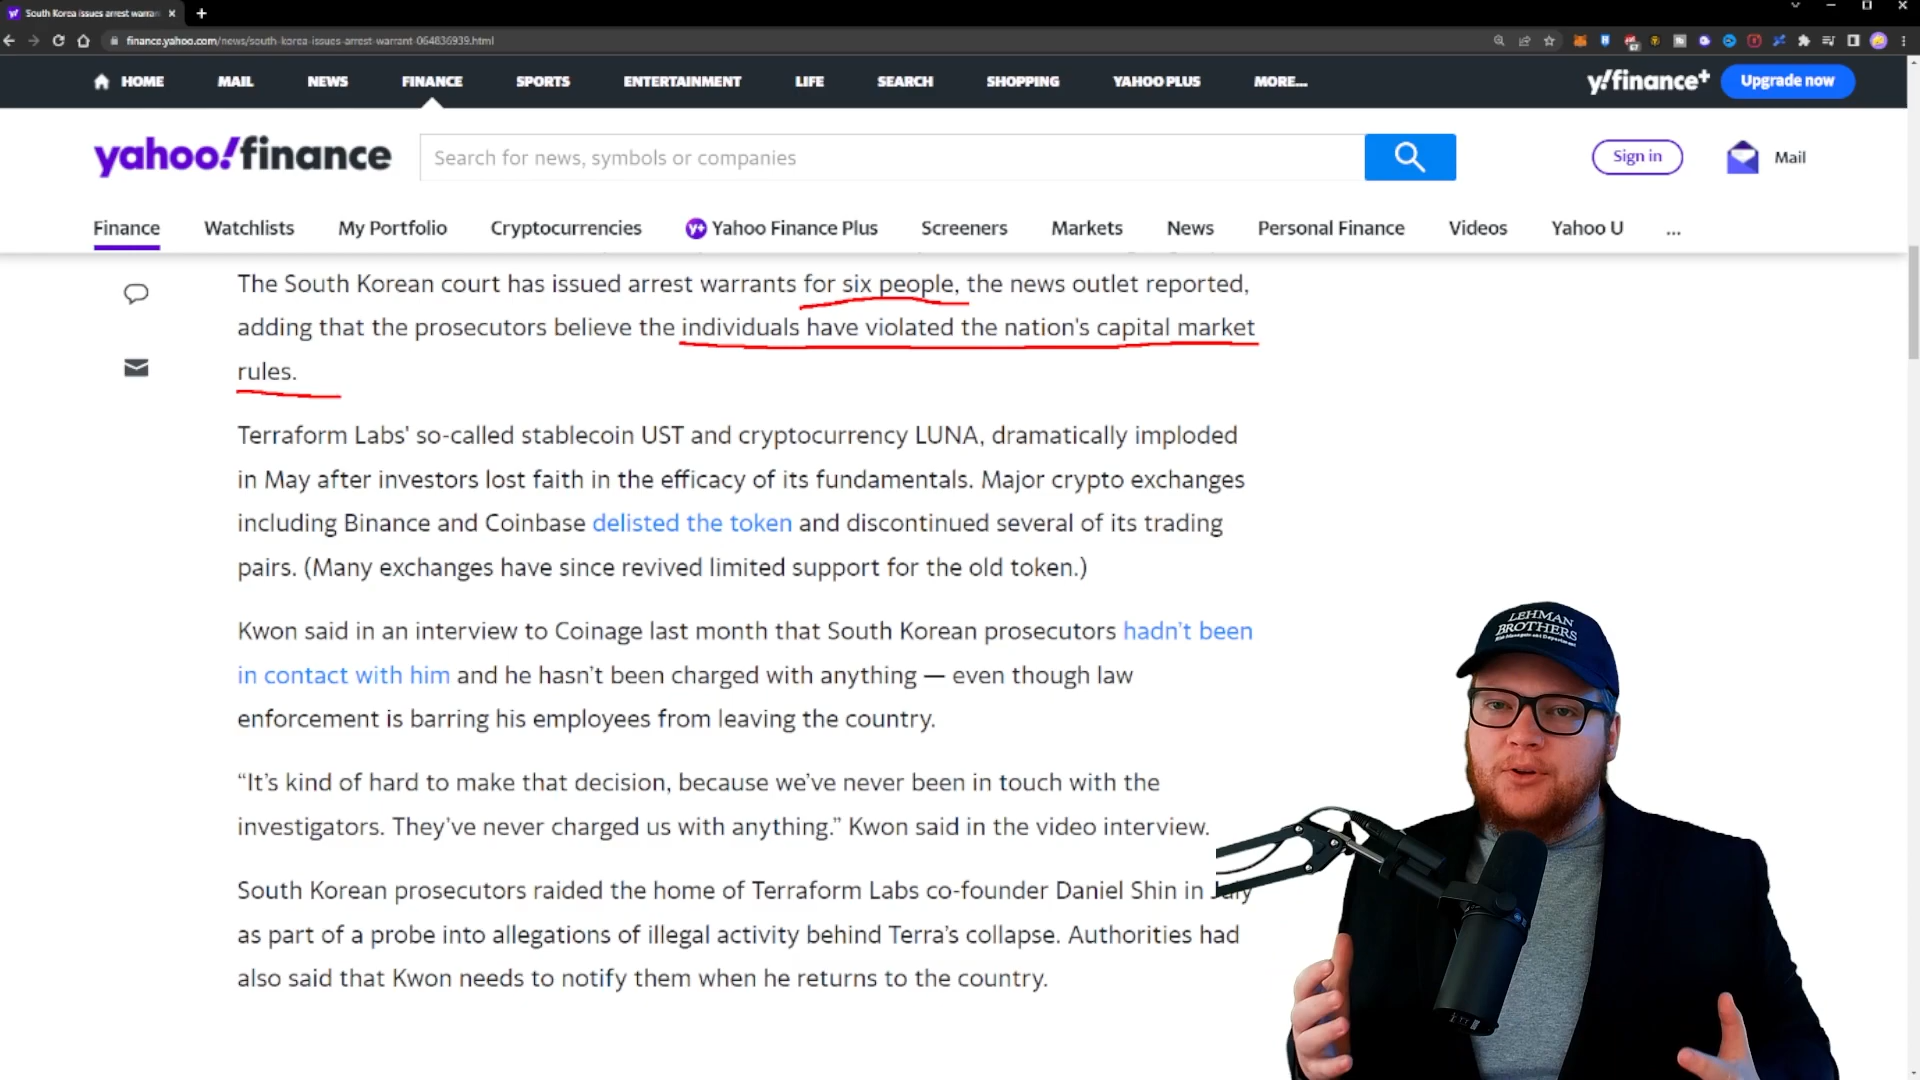 South Korea issues arrest warran
finance.yahoo.com/news/south-korea-issues-arrest-warrant-064836939.html
HOME MAIL NEWS FINANCE SPORTS ENTERTAINMENT LIFE SEARCH SHOPPING YAHOO PLUS MORE... y!finance+ Upgrade now
yahoo!finance Search for news, symbols or companies Sign in Mail
Finance Watchlists My Portfolio Cryptocurrencies y+ Yahoo Finance Plus Screeners Markets News Personal Finance Videos Yahoo U ...
The South Korean court has issued arrest warrants for six people, the news outlet reported,
adding that the prosecutors believe the individuals have violated the nation's capital market
rules.
Terraform Labs' so-called stablecoin UST and cryptocurrency LUNA, dramatically imploded
in May after investors lost faith in the efficacy of its fundamentals. Major crypto exchanges
including Binance and Coinbase delisted the token and discontinued several of its trading
pairs. (Many exchanges have since revived limited support for the old token.)
Kwon said in an interview to Coinage last month that South Korean prosecutors hadn't been
in contact with him and he hasn't been charged with anything — even though law
enforcement is barring his employees from leaving the country.
“It's kind of hard to make that decision, because we've never been in touch with the
investigators. They've never charged us with anything.” Kwon said in the video interview.
South Korean prosecutors raided the home of Terraform Labs co-founder Daniel Shin in July
as part of a probe into allegations of illegal activity behind Terra's collapse. Authorities had
also said that Kwon needs to notify them when he returns to the country.
LEHMAN
BROTHERS
Risk Management Department